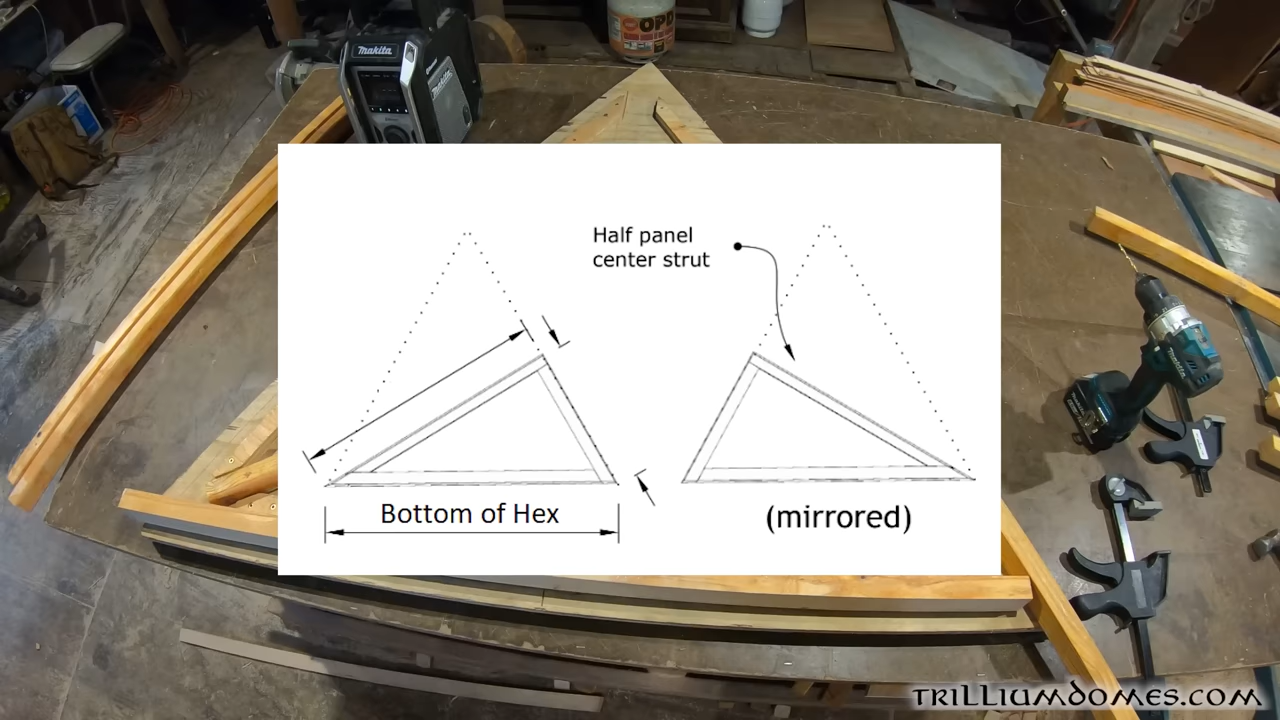 makita
OPD
Half panel
center strut
Bottom of Hex
(mirrored)
trilliumdomes.com